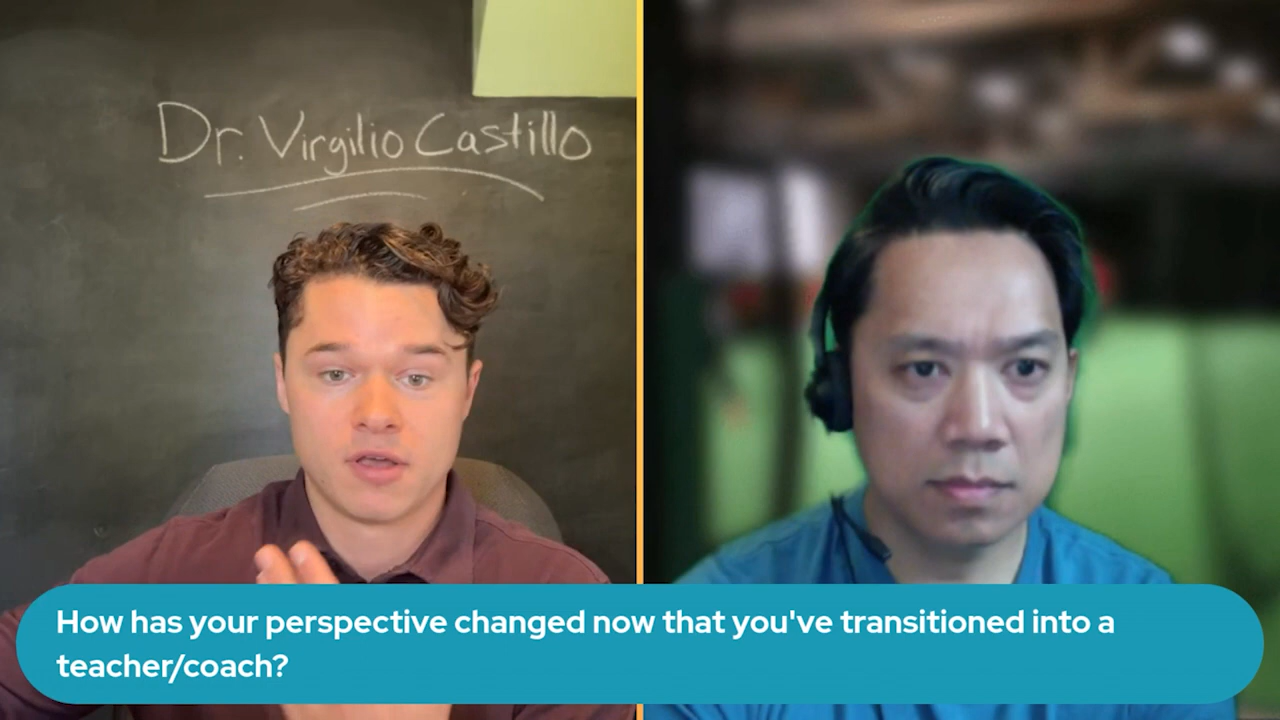 Dr. Virgilio Castillo
How has your perspective changed now that you've transitioned into a
teacher/coach?